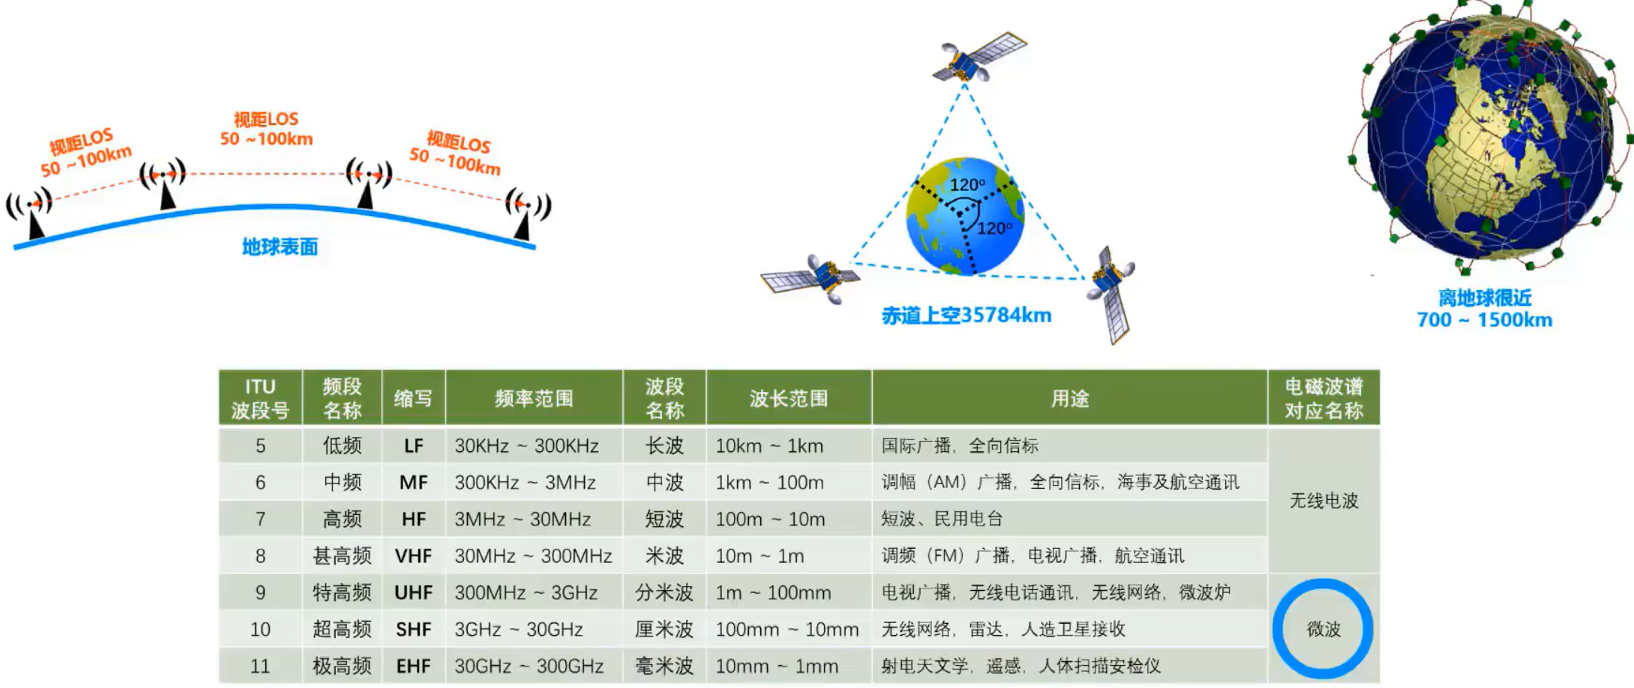 视距LOS
50 ~100km
视距LOS
50 ~100km
视距LOS
50 ~100km
地球表面
120°
120°
赤道上空35784km
离地球很近
700 ~ 1500km
ITU
波段号
频段
名称
缩写
频率范围
波段
名称
波长范围
用途
电磁波谱
对应名称
5 低频 LF 30KHz ~ 300KHz 长波 10km ~ 1km 国际广播，全向信标
6 中频 MF 300KHz ~ 3MHz 中波 1km ~ 100m 调幅（AM）广播，全向信标，海事及航空通讯
7 高频 HF 3MHz ~ 30MHz 短波 100m ~ 10m 短波、民用电台
8 甚高频 VHF 30MHz ~ 300MHz 米波 10m ~ 1m 调频（FM）广播，电视广播，航空通讯
无线电波
9 特高频 UHF 300MHz ~ 3GHz 分米波 1m ~ 100mm 电视广播，无线电话通讯，无线网络，微波炉
10 超高频 SHF 3GHz ~ 30GHz 厘米波 100mm ~ 10mm 无线网络，雷达，人造卫星接收
11 极高频 EHF 30GHz ~ 300GHz 毫米波 10mm ~ 1mm 射电天文学，遥感，人体扫描安检仪
微波